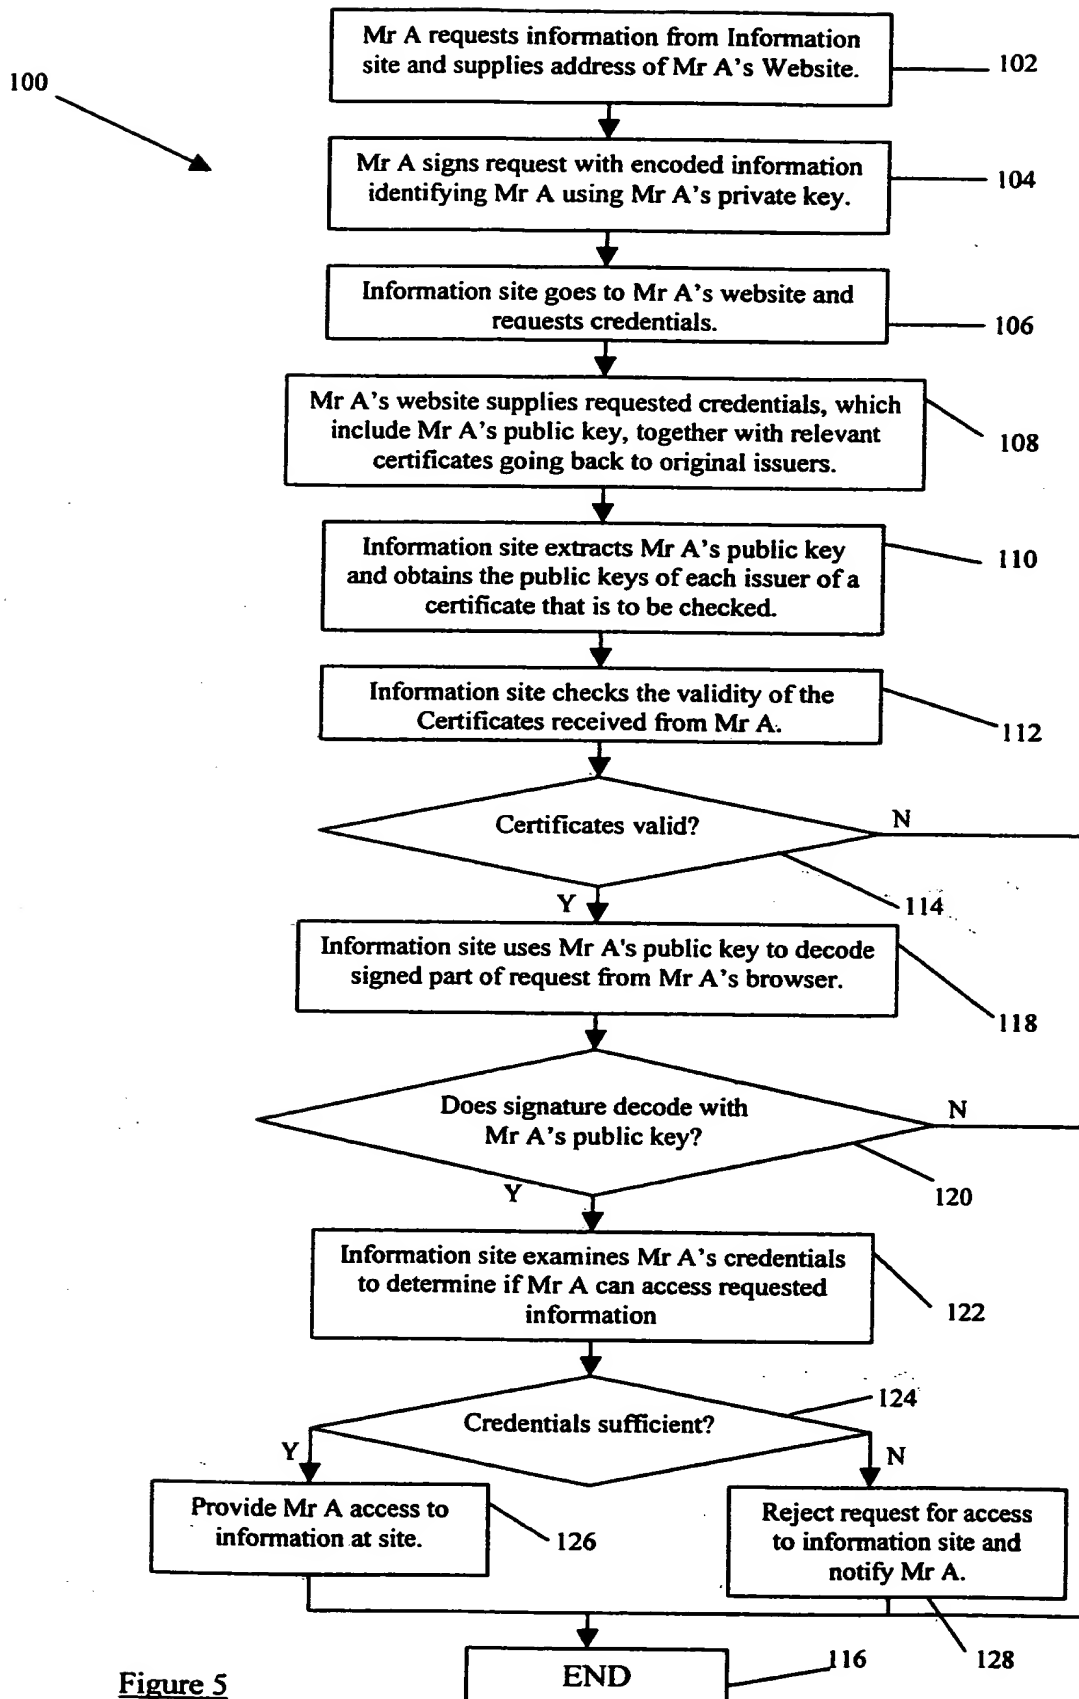 100
Mr A requests information from Information
site and supplies address of Mr A's Website.
102
Mr A signs request with encoded information
identifying Mr A using Mr A's private key.
104
Information site goes to Mr A's website and
requests credentials.
106
Mr A's website supplies requested credentials, which
include Mr A's public key, together with relevant
certificates going back to original issuers.
108
Information site extracts Mr A's public key
and obtains the public keys of each issuer of a
certificate that is to be checked.
110
Information site checks the validity of the
Certificates received from Mr A.
112
Certificates valid?
N
114
Y
Information site uses Mr A's public key to decode
signed part of request from Mr A's browser.
118
Does signature decode with
Mr A's public key?
N
120
Y
Information site examines Mr A's credentials
to determine if Mr A can access requested
information
122
Credentials sufficient?
124
Y
N
Provide Mr A access to
information at site.
126
Reject request for access
to information site and
notify Mr A.
128
END
116
Figure 5